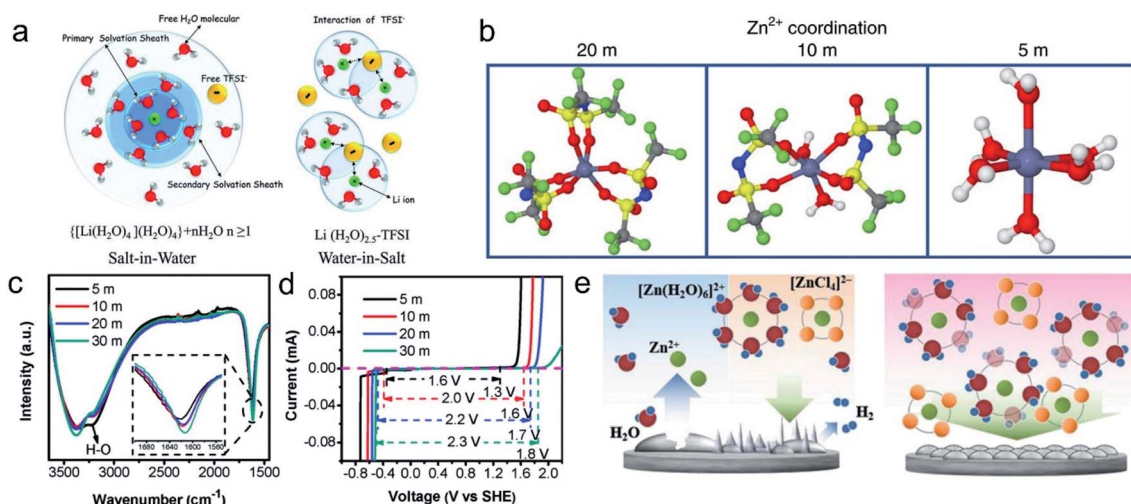 a
Free H₂O molecular
Primary Solvation Sheath
Free TFSI⁻
Secondary Solvation Sheath
{[Li(H₂O)₄](H₂O)₄}+nH₂O n ≥1
Salt-in-Water
Interaction of TFSI⁻
Li ion
Li (H₂O)₂.₅-TFSI
Water-in-Salt
b
Zn²⁺ coordination
20 m
10 m
5 m
c
5 m
10 m
20 m
30 m
H-O
1680 1640 1600 1560
Intensity (a.u.)
3500 3000 2500 2000 1500
Wavenumber (cm⁻¹)
d
5 m
10 m
20 m
30 m
0.08
0.04
0.00
-0.04
-0.08
Current (mA)
1.6 V
1.3 V
2.0 V
1.6 V
2.2 V
1.7 V
2.3 V
1.8 V
-0.8 -0.4 0.0 0.4 0.8 1.2 1.6 2.0
Voltage (V vs SHE)
e
[Zn(H₂O)₆]²⁺
[ZnCl₄]²⁻
Zn²⁺
H₂O
H₂